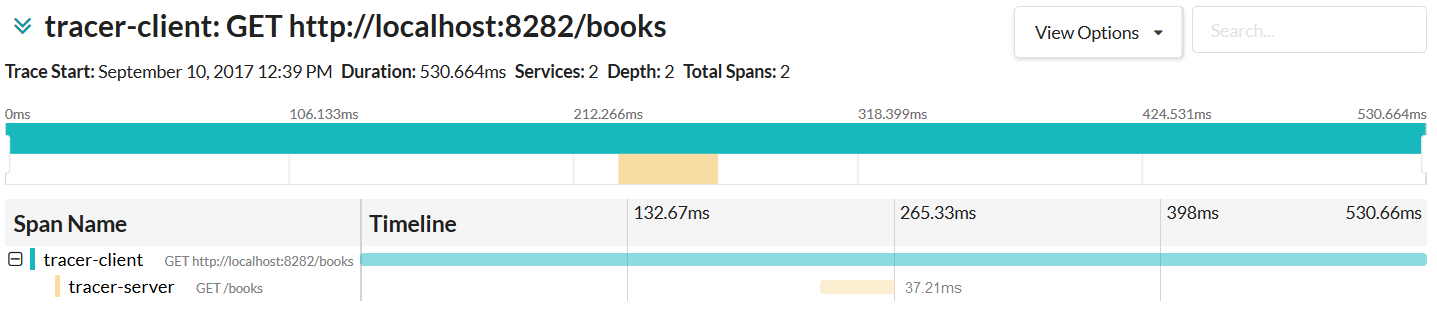 tracer-client: GET http://localhost:8282/books
View Options
Search...
Trace Start: September 10, 2017 12:39 PM Duration: 530.664ms Services: 2 Depth: 2 Total Spans: 2
0ms 106.133ms 212.266ms 318.399ms 424.531ms 530.664ms
Span Name Timeline 132.67ms 265.33ms 398ms 530.66ms
tracer-client GET http://localhost:8282/books
tracer-server GET /books 37.21ms